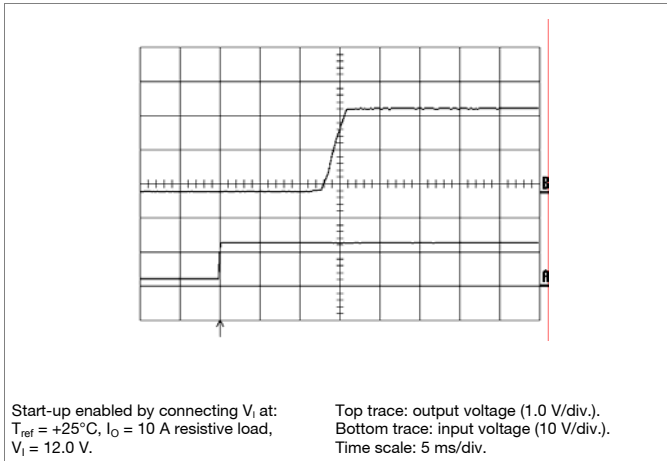 B
A
Start-up enabled by connecting V_I at:
T_ref = +25°C, I_O = 10 A resistive load,
V_I = 12.0 V.
Top trace: output voltage (1.0 V/div.).
Bottom trace: input voltage (10 V/div.).
Time scale: 5 ms/div.